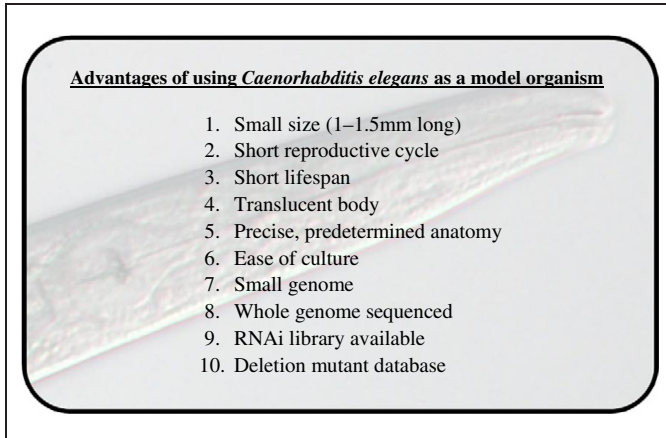 Advantages of using Caenorhabditis elegans as a model organism
1. Small size (1–1.5mm long)
2. Short reproductive cycle
3. Short lifespan
4. Translucent body
5. Precise, predetermined anatomy
6. Ease of culture
7. Small genome
8. Whole genome sequenced
9. RNAi library available
10. Deletion mutant database